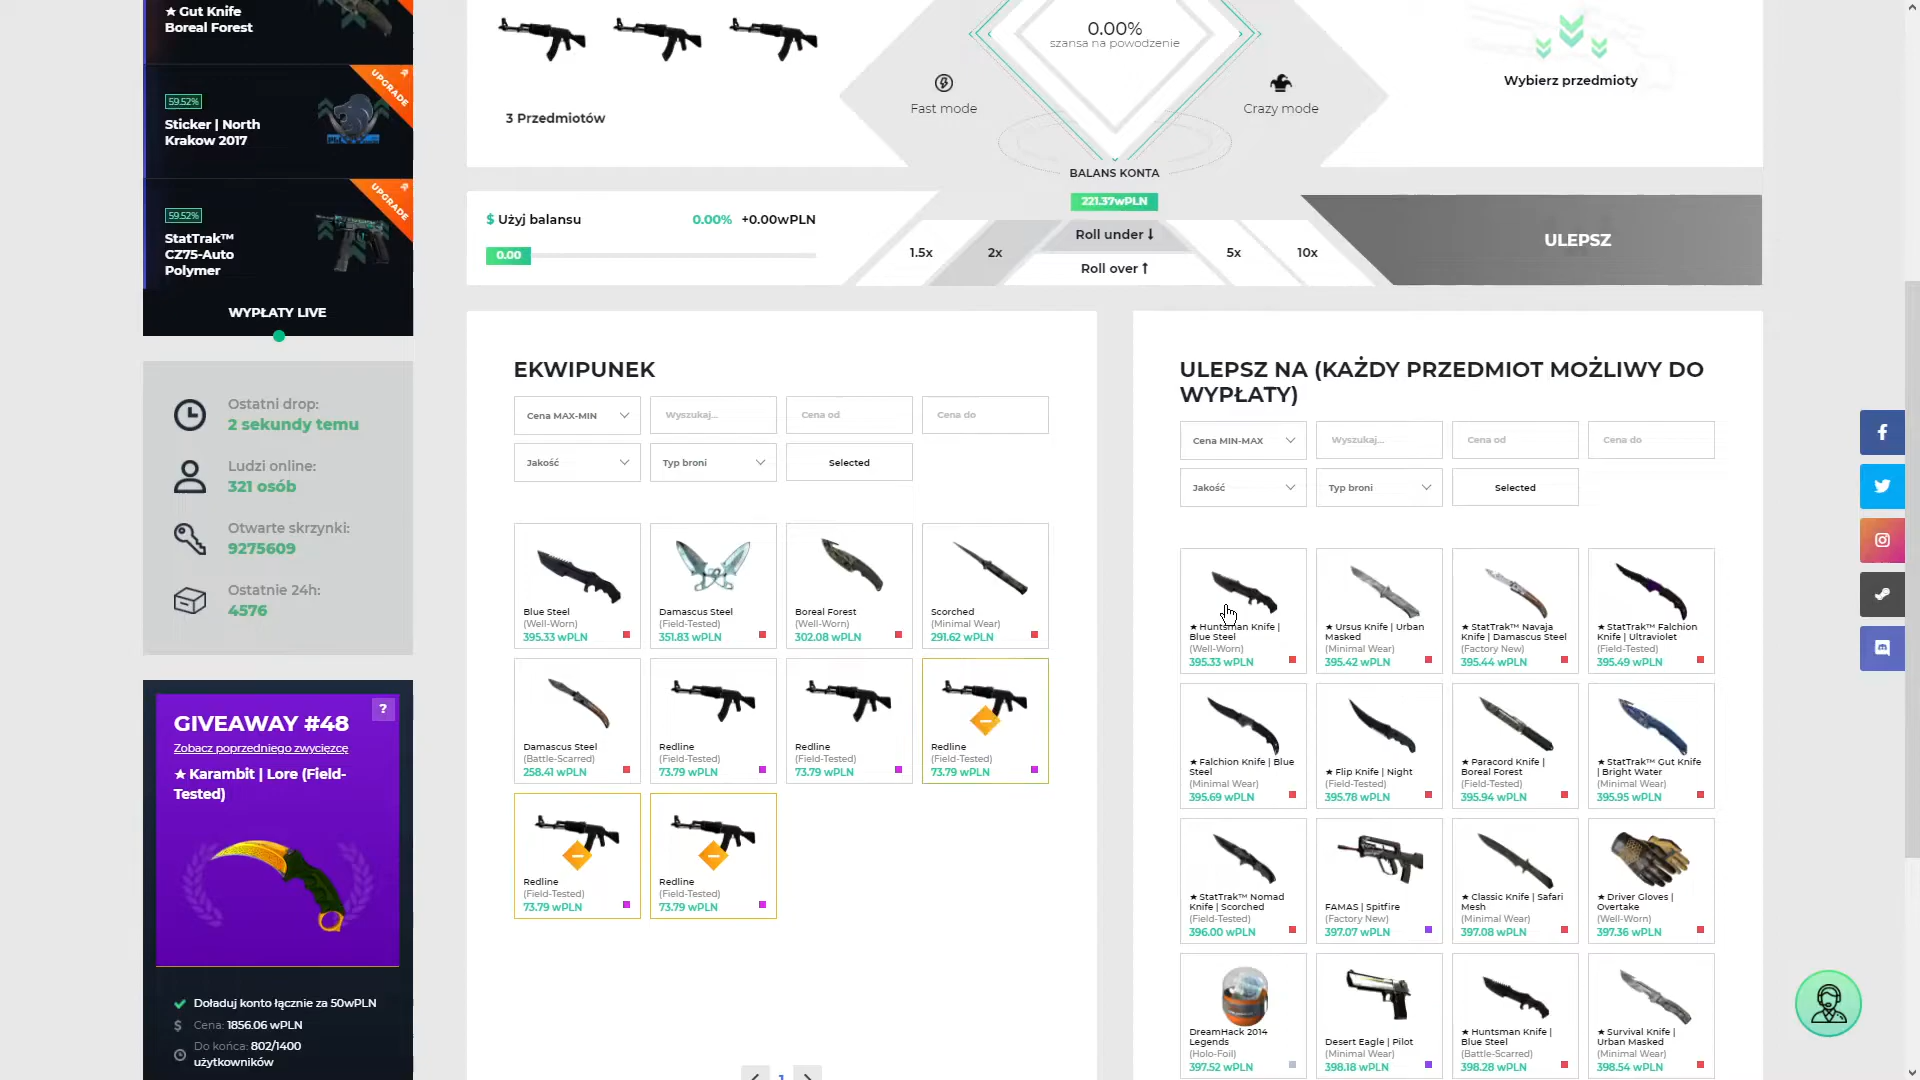 ★ Gut Knife
Boreal Forest
UPGRADE
59.52%
Sticker | North
Krakow 2017
UPGRADE
59.52%
StatTrak™
CZ75-Auto
Polymer
WYPŁATY LIVE
Ostatni drop:
2 sekundy temu
Ludzi online:
321 osób
Otwarte skrzynki:
9275609
Ostatnie 24h:
4576
GIVEAWAY #48
?
Zobacz poprzedniego zwycięzcę
★ Karambit | Lore (Field-
Tested)
Doładuj konto łącznie za 50wPLN
$ Cena: 1856.06 wPLN
Do końca: 802/1400
użytkowników
3 Przedmiotów
0.00%
szansa na powodzenie
Fast mode
Crazy mode
Wybierz przedmioty
BALANS KONTA
221.37wPLN
$ Użyj balansu
0.00% +0.00wPLN
0.00
1.5x
2x
Roll under
Roll over
5x
10x
ULEPSZ
EKWIPUNEK
Cena MAX-MIN
Wyszukaj...
Cena od
Cena do
Jakość
Typ broni
Selected
Blue Steel
(Well-Worn)
395.33 wPLN
Damascus Steel
(Field-Tested)
351.83 wPLN
Boreal Forest
(Well-Worn)
302.08 wPLN
Scorched
(Minimal Wear)
291.62 wPLN
Damascus Steel
(Battle-Scarred)
258.41 wPLN
Redline
(Field-Tested)
73.79 wPLN
Redline
(Field-Tested)
73.79 wPLN
Redline
(Field-Tested)
73.79 wPLN
Redline
(Field-Tested)
73.79 wPLN
Redline
(Field-Tested)
73.79 wPLN
1
ULEPSZ NA (KAŻDY PRZEDMIOT MOŻLIWY DO
WYPŁATY)
Cena MIN-MAX
Wyszukaj...
Cena od
Cena do
Jakość
Typ broni
Selected
★ Huntsman Knife |
Blue Steel
(Well-Worn)
395.33 wPLN
★ Ursus Knife | Urban
Masked
(Minimal Wear)
395.42 wPLN
★ StatTrak™ Navaja
Knife | Damascus Steel
(Factory New)
395.44 wPLN
★ StatTrak™ Falchion
Knife | Ultraviolet
(Field-Tested)
395.49 wPLN
★ Falchion Knife | Blue
Steel
(Minimal Wear)
395.69 wPLN
★ Flip Knife | Night
(Field-Tested)
395.78 wPLN
★ Paracord Knife |
Boreal Forest
(Field-Tested)
395.94 wPLN
★ StatTrak™ Gut Knife
| Bright Water
(Minimal Wear)
395.95 wPLN
★ StatTrak™ Nomad
Knife | Scorched
(Field-Tested)
396.00 wPLN
FAMAS | Spitfire
(Factory New)
397.07 wPLN
★ Classic Knife | Safari
Mesh
(Minimal Wear)
397.08 wPLN
★ Driver Gloves |
Overtake
(Well-Worn)
397.36 wPLN
DreamHack 2014
Legends
(Holo-Foil)
397.52 wPLN
Desert Eagle | Pilot
(Minimal Wear)
398.18 wPLN
★ Huntsman Knife |
Blue Steel
(Battle-Scarred)
398.28 wPLN
★ Survival Knife |
Urban Masked
(Minimal Wear)
398.54 wPLN